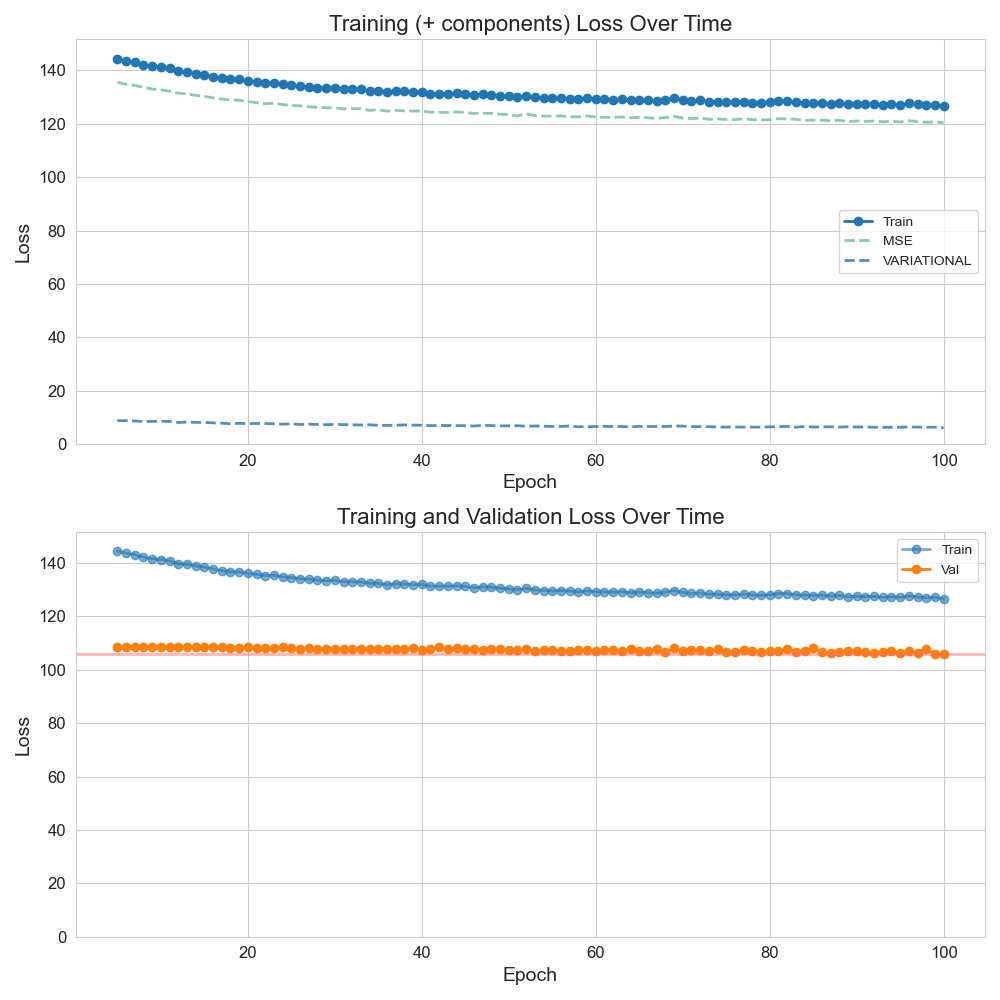 Training (+ components) Loss Over Time
Loss
140
120
100
80
60
40
20
0
Train
MSE
VARIATIONAL
20 40 60 80 100
Epoch
Training and Validation Loss Over Time
Loss
140
120
100
80
60
40
20
0
Train
Val
20 40 60 80 100
Epoch